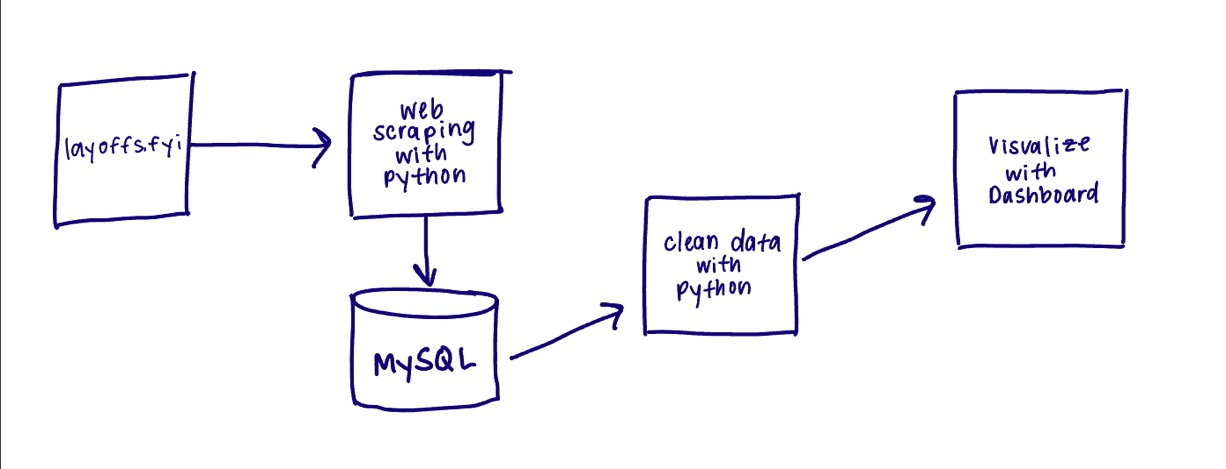 layoffs.fyi
web
scraping
with
python
MySQL
clean data
with
python
Visualize
with
Dashboard